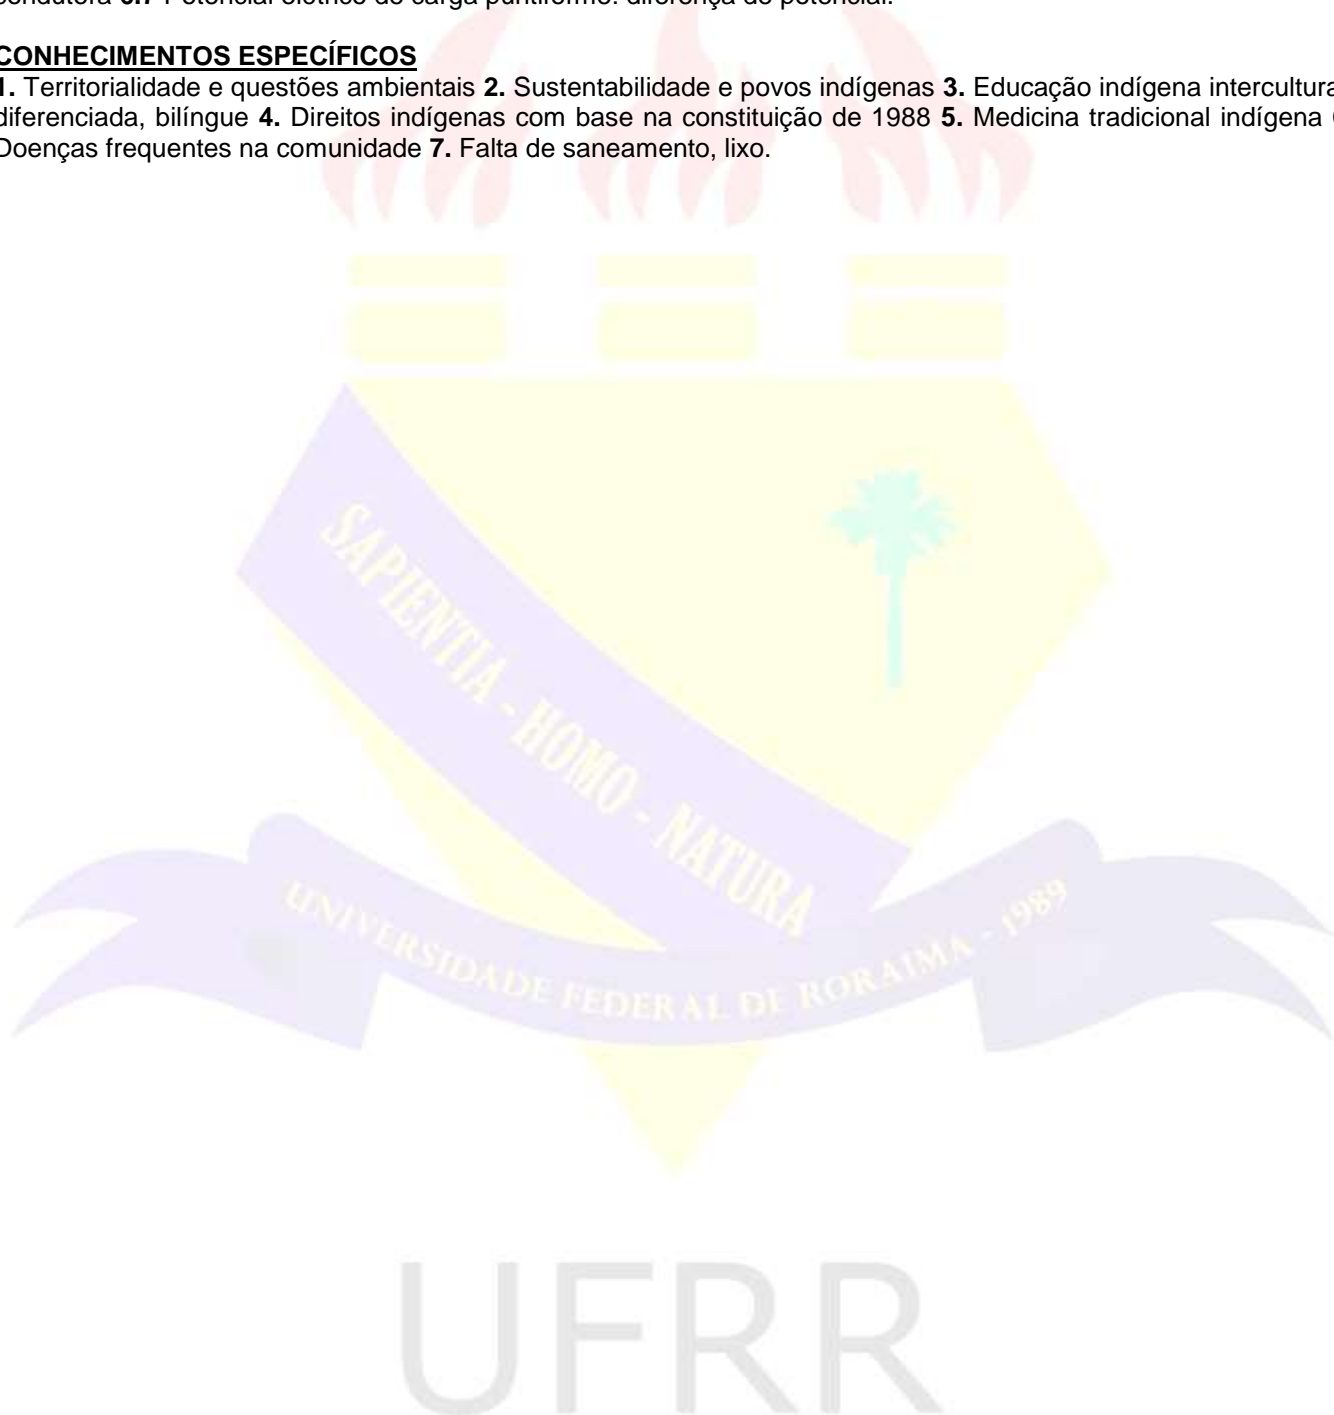 CONHECIMENTOS ESPECÍFICOS
1. Territorialidade e questões ambientais 2. Sustentabilidade e povos indígenas 3. Educação indígena intercultura
diferenciada, bilíngue 4. Direitos indígenas com base na constituição de 1988 5. Medicina tradicional indígena
Doenças frequentes na comunidade 7. Falta de saneamento, lixo.
SAPIENTIA - HOMO - NATURA
UNIVERSIDADE FEDERAL DE RORAIMA - 1989
UFRR